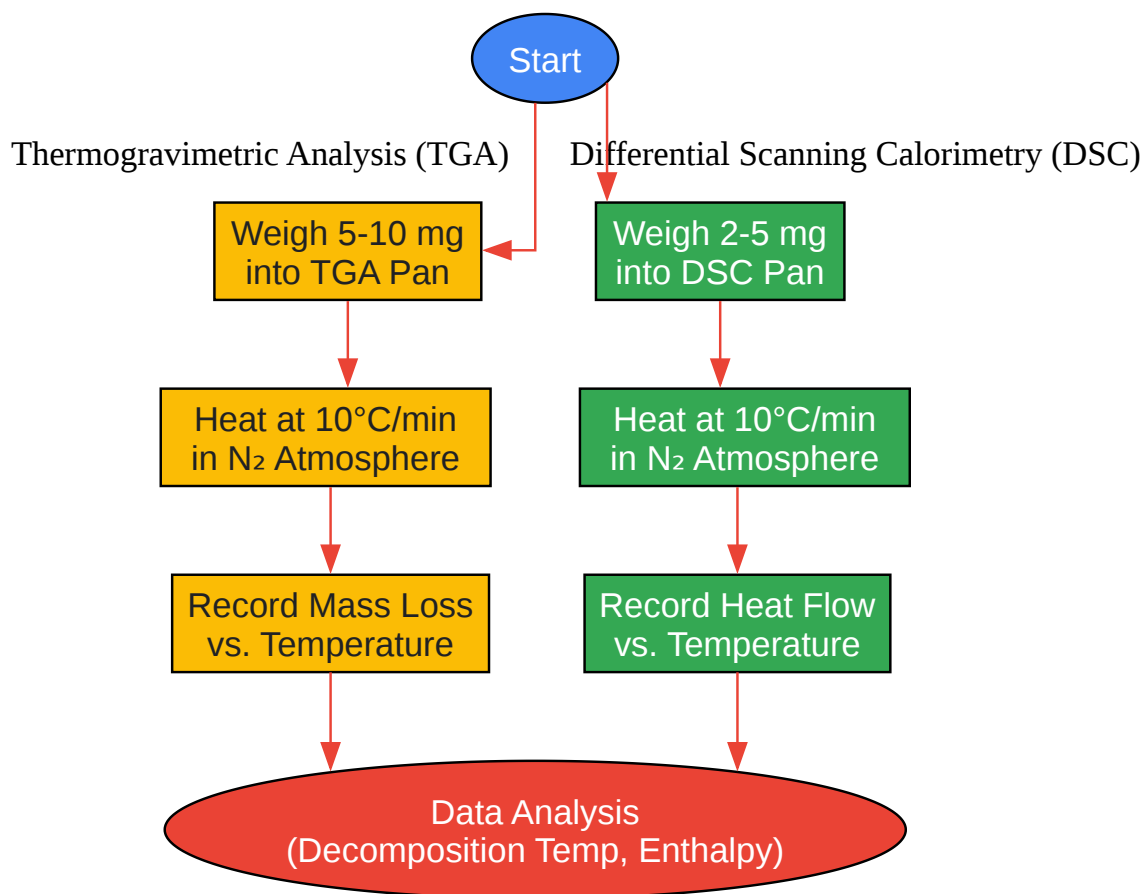 Start
Thermogravimetric Analysis (TGA)
Differential Scanning Calorimetry (DSC)
Weigh 5-10 mg
into TGA Pan
Weigh 2-5 mg
into DSC Pan
Heat at 10°C/min
in N₂ Atmosphere
Heat at 10°C/min
in N₂ Atmosphere
Record Mass Loss
vs. Temperature
Record Heat Flow
vs. Temperature
Data Analysis
(Decomposition Temp, Enthalpy)